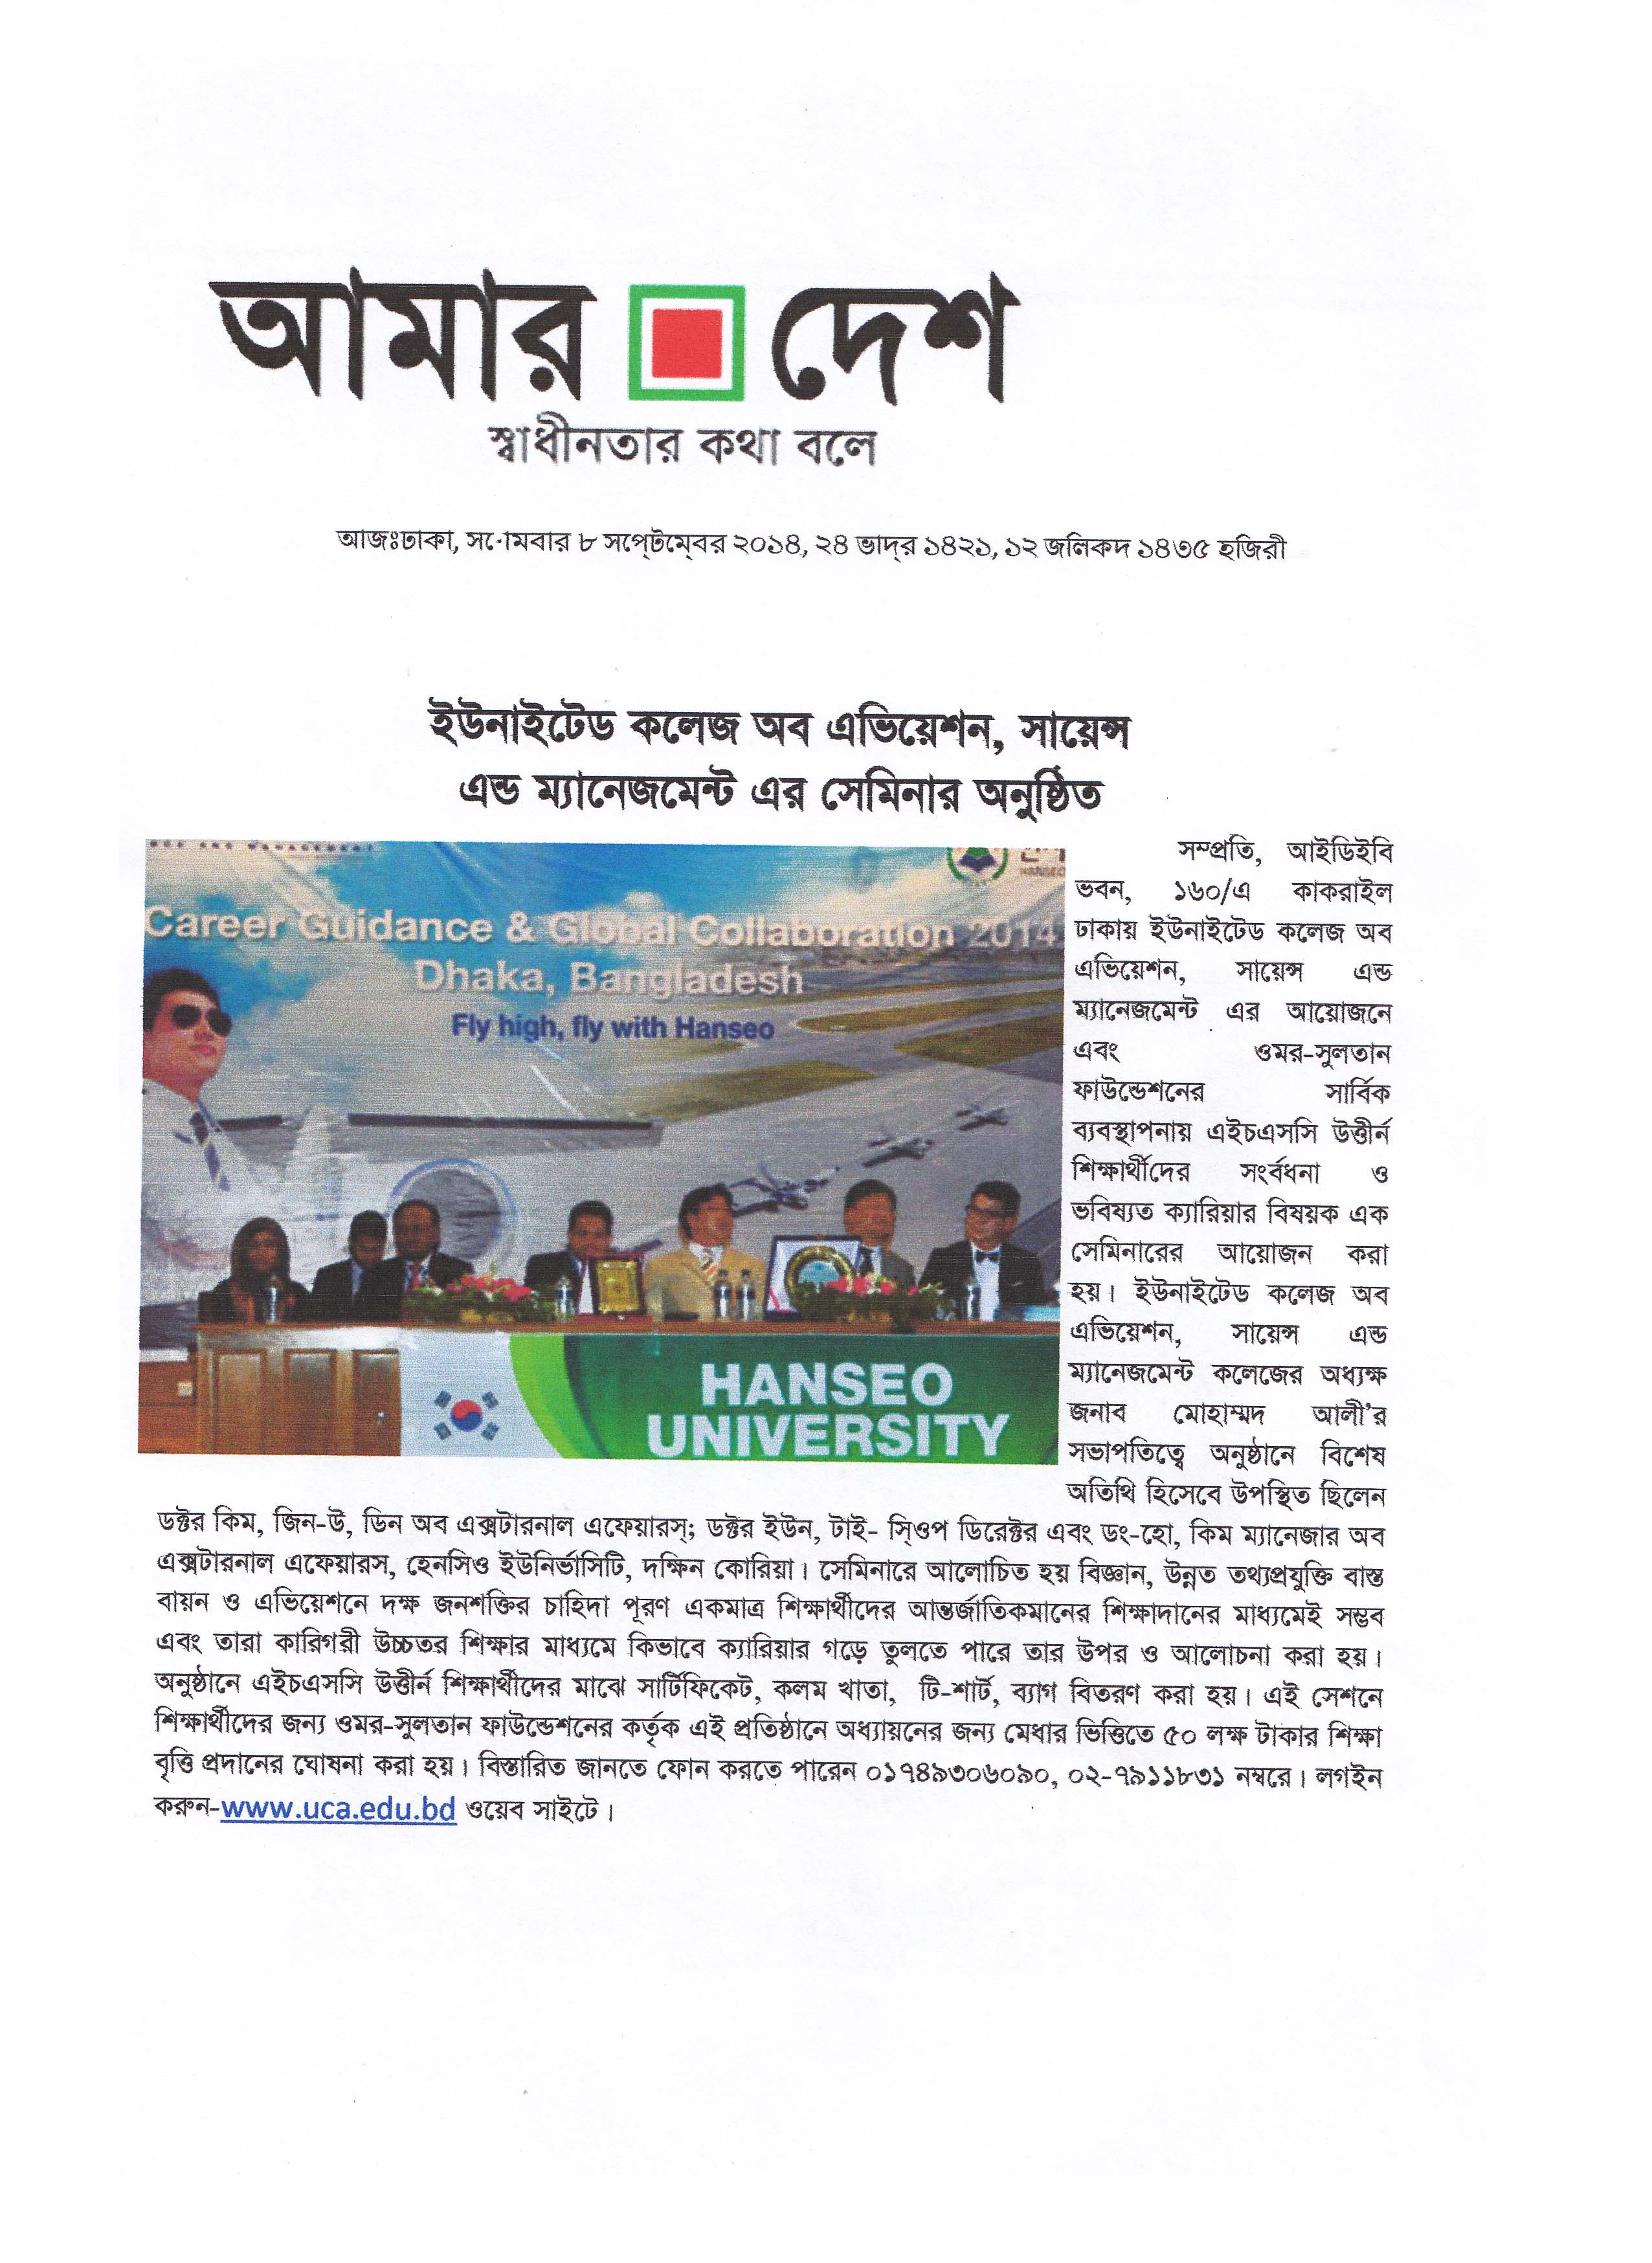 আমার দেশ
স্বাধীনতার কথা বলে
আজঃঢাকা, সোমবার ৮ সপ্েটম্েবর ২০১৪, ২৪ ভাদ্র ১৪২১, ১২ জলিকদ ১৪৩৫ হজিরী
ইউনাইটেড কলেজ অব এভিয়েশন, সায়েন্স
এন্ড ম্যানেজমেন্ট এর সেমিনার অনুষ্ঠিত
HANSEO
Career Guidance & Global Collaboration 2014
Dhaka, Bangladesh
Fly high, fly with Hanseo
HANSEO
UNIVERSITY
সম্প্রতি, আইডিইবি
ভবন, ১৬০/এ কাকরাইল
ঢাকায় ইউনাইটেড কলেজ অব
এভিয়েশন, সায়েন্স এন্ড
ম্যানেজমেন্ট এর আয়োজনে
এবং ওমর-সুলতান
ফাউন্ডেশনের সার্বিক
ব্যবস্থাপনায় এইচএসসি উত্তীর্ন
শিক্ষার্থীদের সংর্বধনা ও
ভবিষ্যত ক্যারিয়ার বিষয়ক এক
সেমিনারের আয়োজন করা
হয়। ইউনাইটেড কলেজ অব
এভিয়েশন, সায়েন্স এন্ড
ম্যানেজমেন্ট কলেজের অধ্যক্ষ
জনাব মোহাম্মদ আলী'র
সভাপতিত্বে অনুষ্ঠানে বিশেষ
অতিথি হিসেবে উপস্থিত ছিলেন
ডক্টর কিম, জিন-উ, ডিন অব এক্সটারনাল এফেয়ারস্; ডক্টর ইউন, টাই- স্িওপ ডিরেক্টর এবং ডং-হো, কিম ম্যানেজার অব
এক্সটারনাল এফেয়ারস, হেনসিও ইউনির্ভাসিটি, দক্ষিন কোরিয়া। সেমিনারে আলোচিত হয় বিজ্ঞান, উন্নত তথ্যপ্রযুক্তি বাস্ত
বায়ন ও এভিয়েশনে দক্ষ জনশক্তির চাহিদা পূরণ একমাত্র শিক্ষার্থীদের আন্তর্জাতিকমানের শিক্ষাদানের মাধ্যমেই সম্ভব
এবং তারা কারিগরী উচ্চতর শিক্ষার মাধ্যমে কিভাবে ক্যারিয়ার গড়ে তুলতে পারে তার উপর ও আলোচনা করা হয়।
অনুষ্ঠানে এইচএসসি উত্তীর্ন শিক্ষার্থীদের মাঝে সার্টিফিকেট, কলম খাতা, টি-শার্ট, ব্যাগ বিতরণ করা হয়। এই সেশনে
শিক্ষার্থীদের জন্য ওমর-সুলতান ফাউন্ডেশনের কর্তৃক এই প্রতিষ্ঠানে অধ্যায়নের জন্য মেধার ভিত্তিতে ৫০ লক্ষ টাকার শিক্ষা
বৃত্তি প্রদানের ঘোষনা করা হয়। বিস্তারিত জানতে ফোন করতে পারেন ০১৭৪৯৩০৬০৯০, ০২-৭৯১১৮৩১ নম্বরে। লগইন
করুন-www.uca.edu.bd ওয়েব সাইটে।